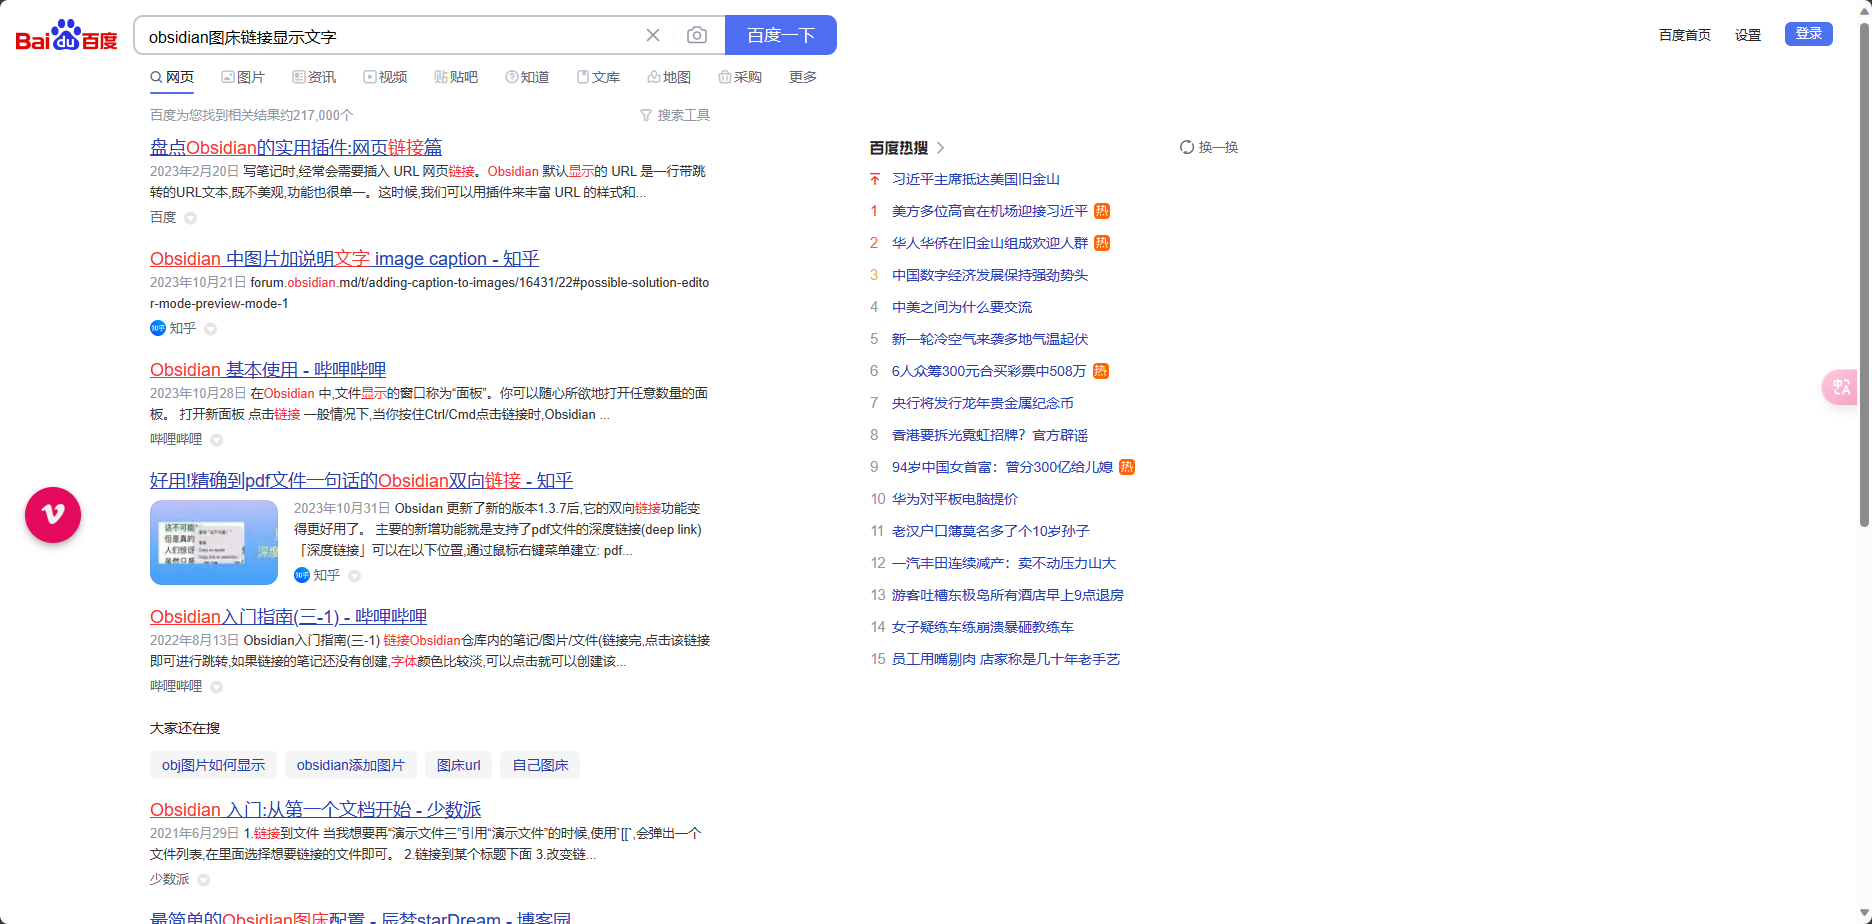 Bai du 百度
obsidian图床链接显示文字
百度一下
百度首页 设置 登录
网页 图片 资讯 视频 贴吧 知道 文库 地图 采购 更多
百度为您找到相关结果约217,000个
搜索工具
盘点Obsidian的实用插件:网页链接篇
2023年2月20日 写笔记时,经常会需要插入 URL 网页链接。Obsidian 默认显示的 URL 是一行带跳
转的URL文本,既不美观,功能也很单一。这时候,我们可以用插件来丰富 URL 的样式和...
百度
Obsidian 中图片加说明文字 image caption - 知乎
2023年10月21日 forum.obsidian.md/t/adding-caption-to-images/16431/22#possible-solution-edito
r-mode-preview-mode-1
知乎 知乎
Obsidian 基本使用 - 哔哩哔哩
2023年10月28日 在Obsidian 中,文件显示的窗口称为“面板”。你可以随心所欲地打开任意数量的面
板。 打开新面板 点击链接 一般情况下,当你按住Ctrl/Cmd点击链接时,Obsidian ...
哔哩哔哩
好用!精确到pdf文件一句话的Obsidian双向链接 - 知乎
这不可能
但是真的
人们惊讶
虽然只是
深度
2023年10月31日 Obsidan 更新了新的版本1.3.7后,它的双向链接功能变
得更好用了。 主要的新增功能就是支持了pdf文件的深度链接(deep link)
「深度链接」可以在以下位置,通过鼠标右键菜单建立: pdf...
知乎 知乎
Obsidian入门指南(三-1) - 哔哩哔哩
2022年8月13日 Obsidian入门指南(三-1) 链接Obsidian仓库内的笔记/图片/文件(链接完,点击该链接
即可进行跳转,如果链接的笔记还没有创建,字体颜色比较淡,可以点击就可以创建该...
哔哩哔哩
大家还在搜
obj图片如何显示 obsidian添加图片 图床url 自己图床
Obsidian 入门:从第一个文档开始 - 少数派
2021年6月29日 1.链接到文件 当我想要再“演示文件三”引用“演示文件”的时候,使用`[[`,会弹出一个
文件列表,在里面选择想要链接的文件即可。 2.链接到某个标题下面 3.改变链...
少数派
最简单的Obsidian图床配置 - 辰梦starDream - 博客园
百度热搜
换一换
习近平主席抵达美国旧金山
1 美方多位高官在机场迎接习近平 热
2 华人华侨在旧金山组成欢迎人群 热
3 中国数字经济发展保持强劲势头
4 中美之间为什么要交流
5 新一轮冷空气来袭多地气温起伏
6 6人众筹300元合买彩票中508万 热
7 央行将发行龙年贵金属纪念币
8 香港要拆光霓虹招牌？官方辟谣
9 94岁中国女首富：曾分300亿给儿媳 热
10 华为对平板电脑提价
11 老汉户口簿莫名多了个10岁孙子
12 一汽丰田连续减产：卖不动压力山大
13 游客吐槽东极岛所有酒店早上9点退房
14 女子疑练车练崩溃暴砸教练车
15 员工用嘴剔肉 店家称是几十年老手艺
中A